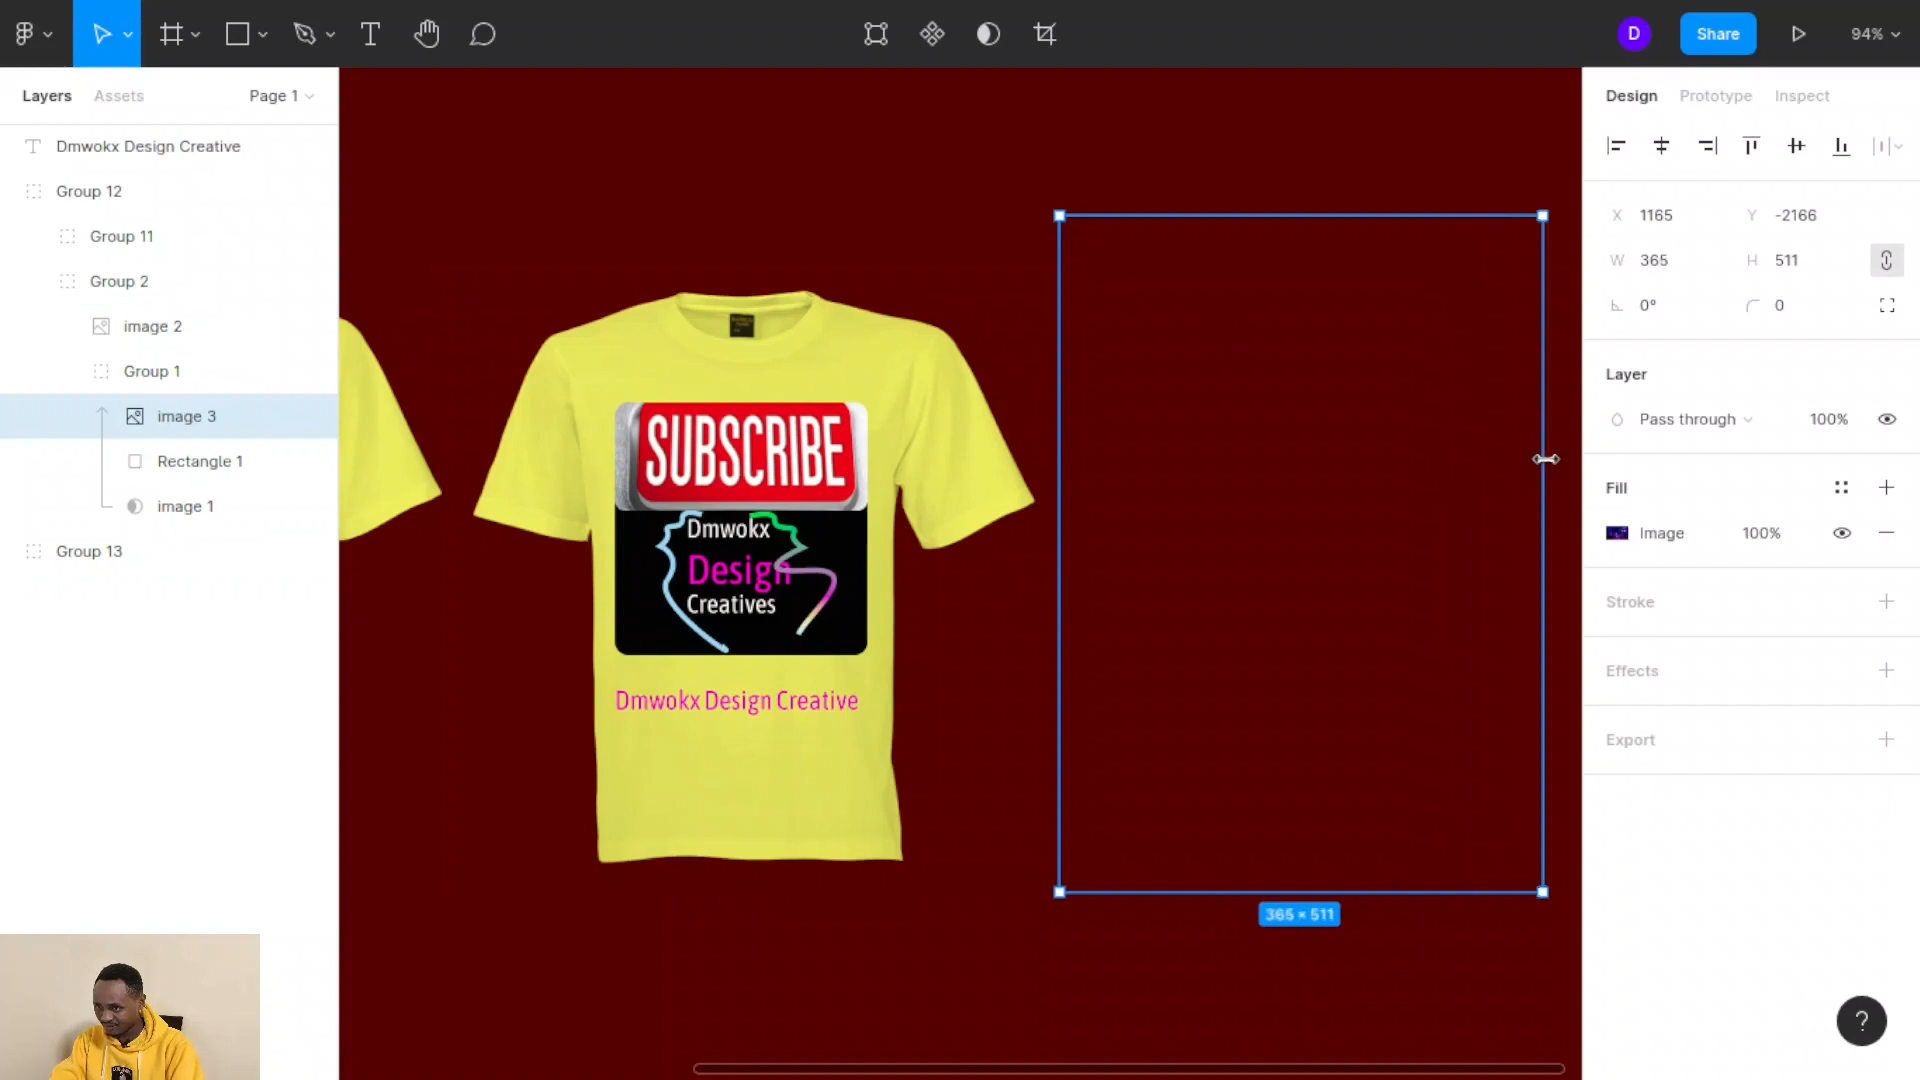 Share
94%
Layers
Assets
Page 1
Design
Prototype
Inspect
Dmwokx Design Creative
Group 12
Group 11
Group 2
image 2
Group 1
image 3
Rectangle 1
image 1
Group 13
SUBSCRIBE
Dmwokx
Design
Creatives
Dmwokx Design Creative
365 × 511
X 1165 Y -2166
W 365 H 511
0° 0
Layer
Pass through 100%
Fill
Image 100%
Stroke
Effects
Export
D
?